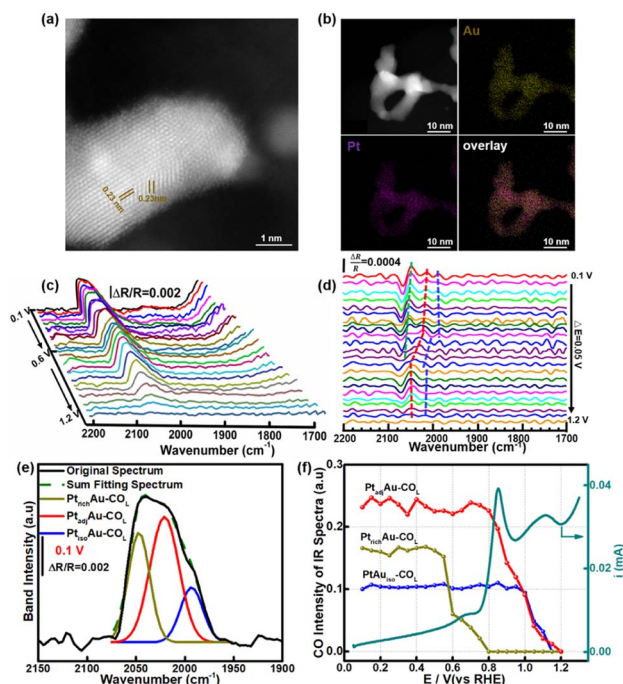 (a)
0.23 nm
0.23nm
1 nm
(b)
Au
10 nm
10 nm
Pt
overlay
10 nm
10 nm
(c)
ΔR/R=0.002
0.1 V
0.6 V
1.2 V
2200 2100 2000 1900 1800 1700
Wavenumber (cm-1)
(d)
ΔR/R=0.0004
0.1 V
△E=0.05 V
1.2 V
2200 2100 2000 1900 1800 1700
Wavenumber (cm-1)
(e)
Original Spectrum
Sum Fitting Spectrum
PtrichAu-COL
PtadjAu-COL
PtisoAu-COL
0.1 V
ΔR/R=0.002
Band Intensity (a.u)
2150 2100 2050 2000 1950 1900
Wavenumber (cm-1)
(f)
PtadjAu-COL
PtrichAu-COL
PtAuiso-COL
CO Intensity of IR Spectra (a.u)
0.3
0.2
0.1
0.0
0.0 0.2 0.4 0.6 0.8 1.0 1.2
E / V(vs RHE)
0.04
0.02
0.00
i (mA)